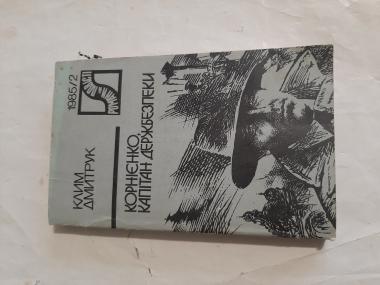 1985/2
КЛИМ
ДМИТРУК
КОРНІЄНКО,
КАПІТАН ДЕРЖБЕЗПЕКИ